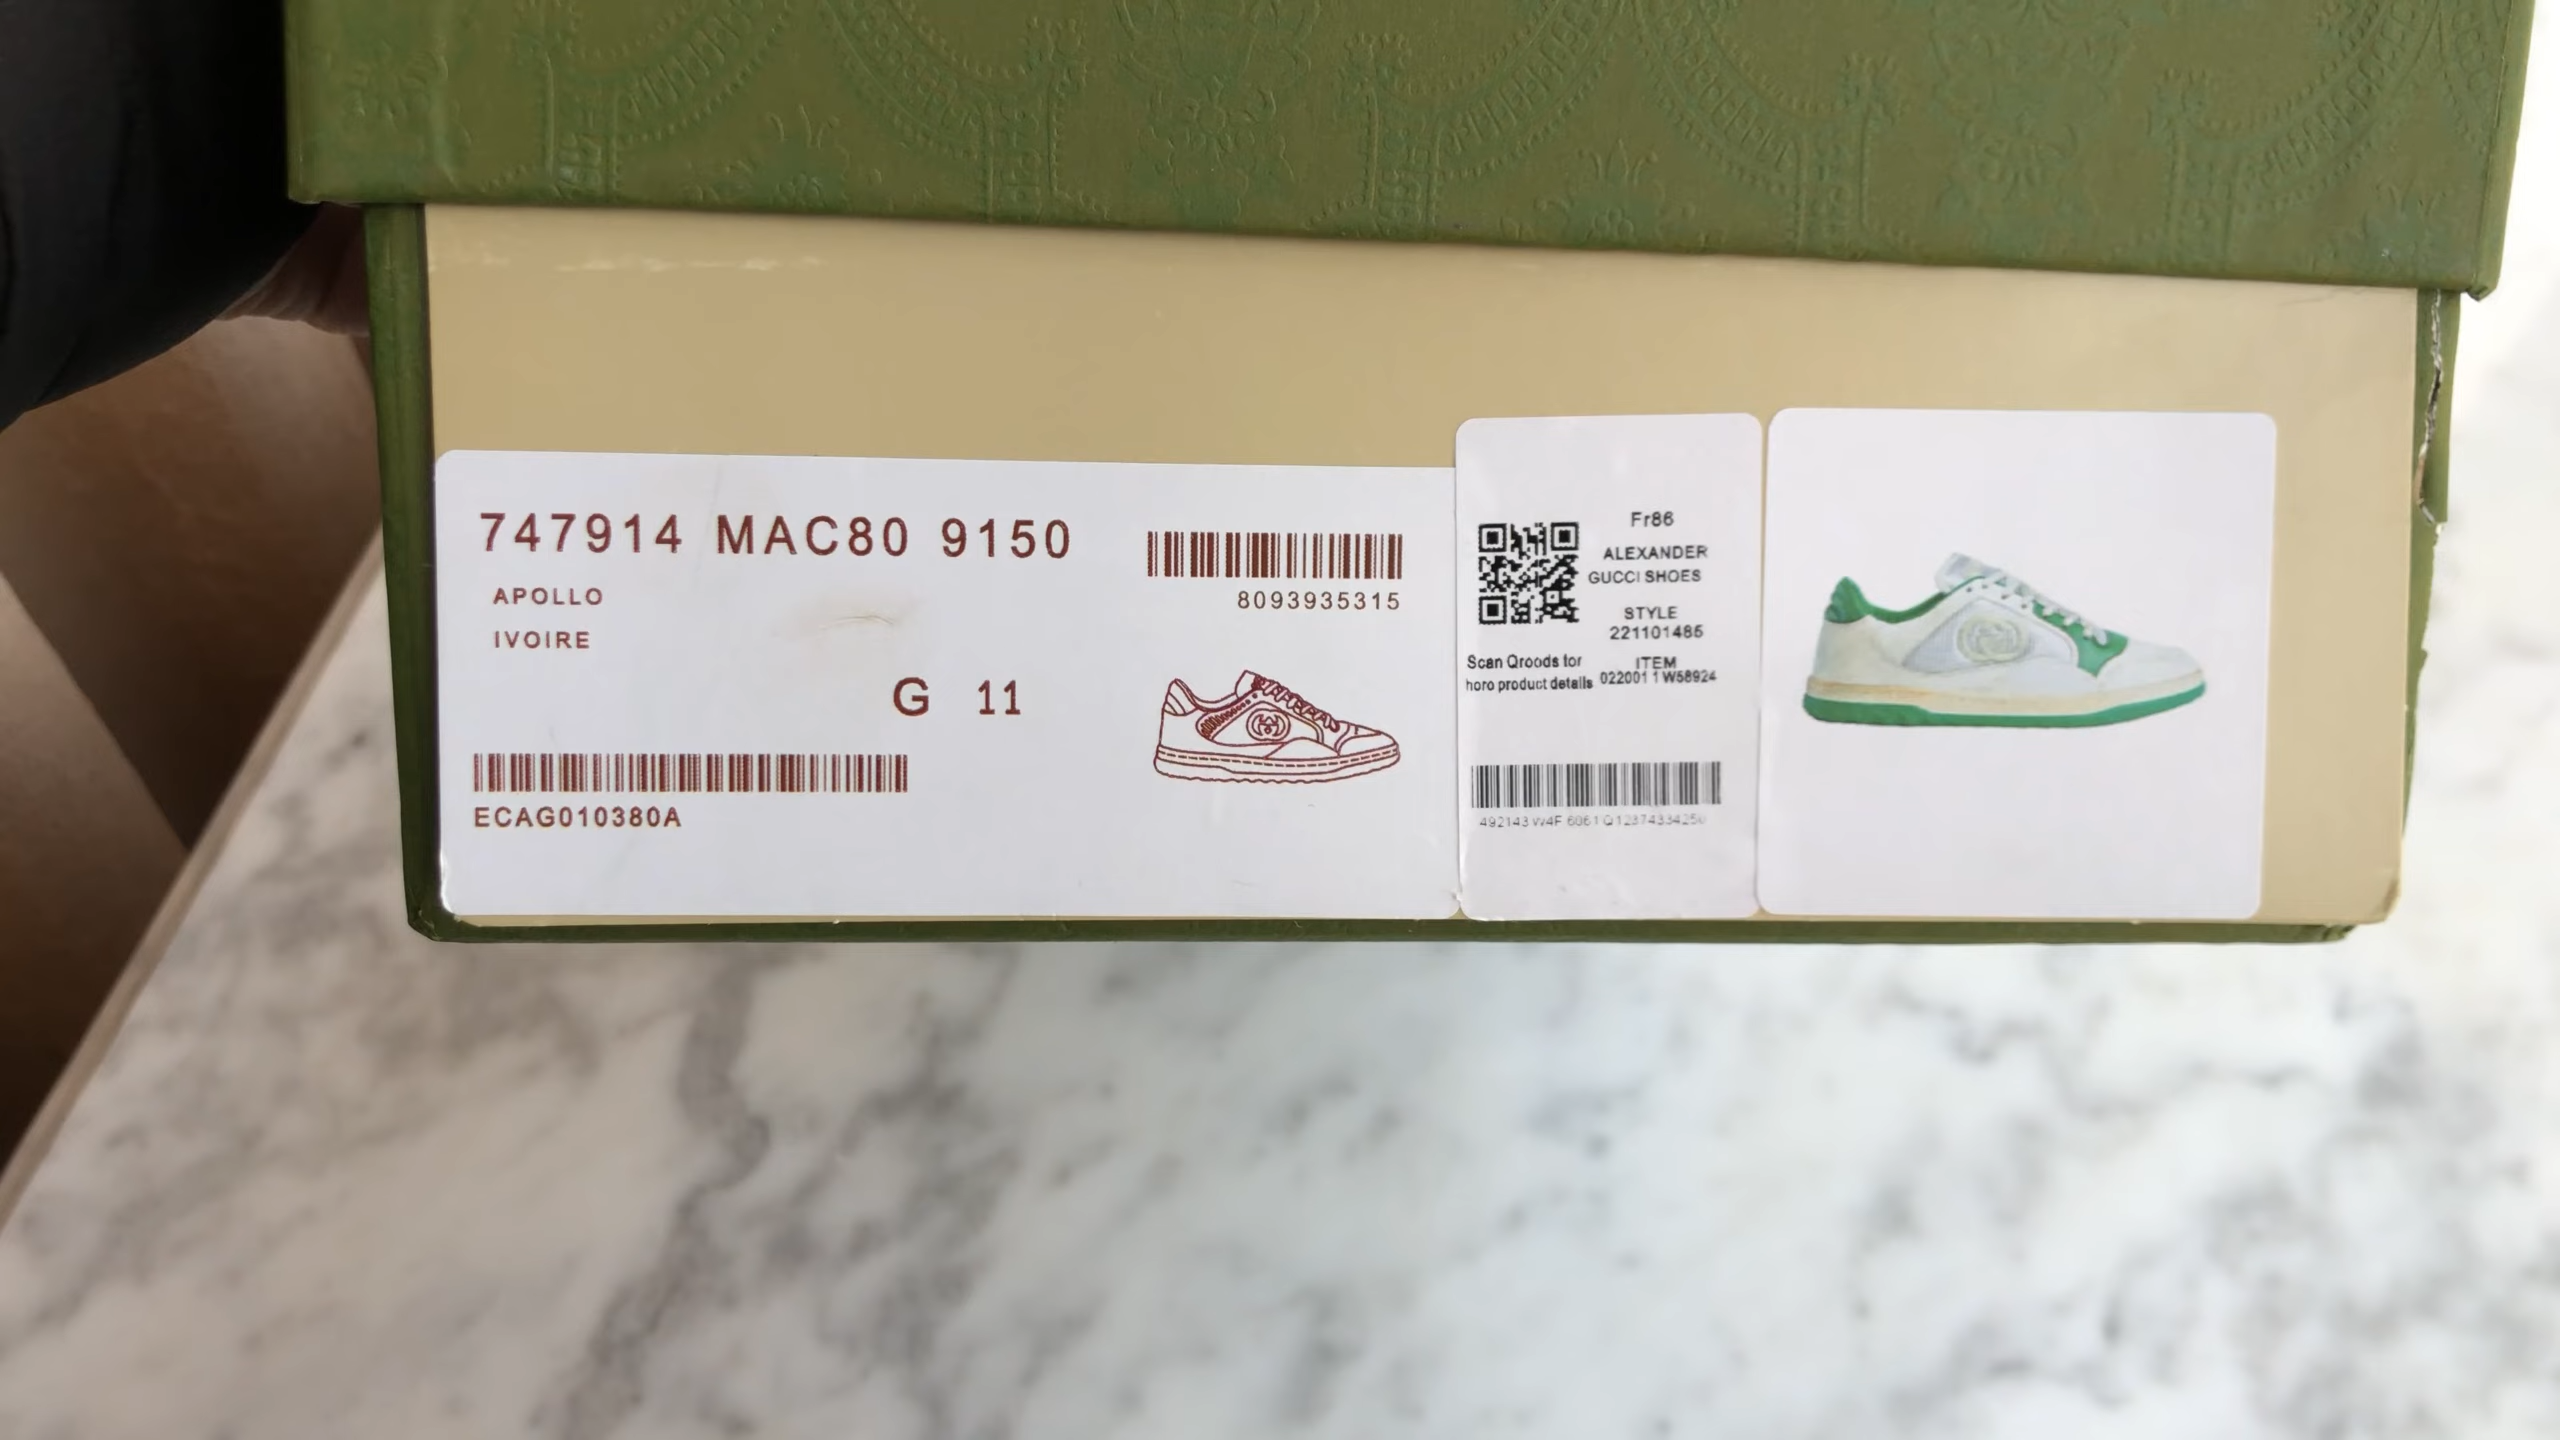 747914 MAC80 9150
APOLLO
IVOIRE
8093935315
G 11
ECAG010380A
Fr86
ALEXANDER
GUCCI SHOES
STYLE
221101485
Scan Qroods for
horo product details
ITEM
022001 1 W58924